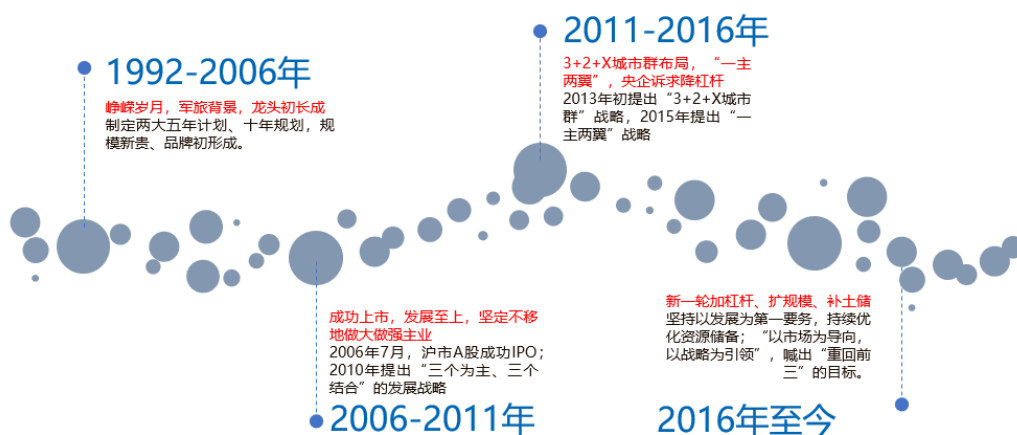 1992-2006年
峥嵘岁月，军旅背景，龙头初长成
制定两大五年计划、十年规划，规
模新贵、品牌初形成。
2011-2016年
3+2+X城市群布局，“一主
两翼”，央企诉求降杠杆
2013年初提出“3+2+X城市
群”战略，2015年提出“一
主两翼”战略
成功上市，发展至上，坚定不移
地做大做强主业
2006年7月，沪市A股成功IPO；
2010年提出“三个为主、三个
结合”的发展战略
2006-2011年
新一轮加杠杆、扩规模、补土储
坚持以发展为第一要务，持续优
化资源储备；“以市场为导向，
以战略为引领”，喊出“重回前
三”的目标。
2016年至今